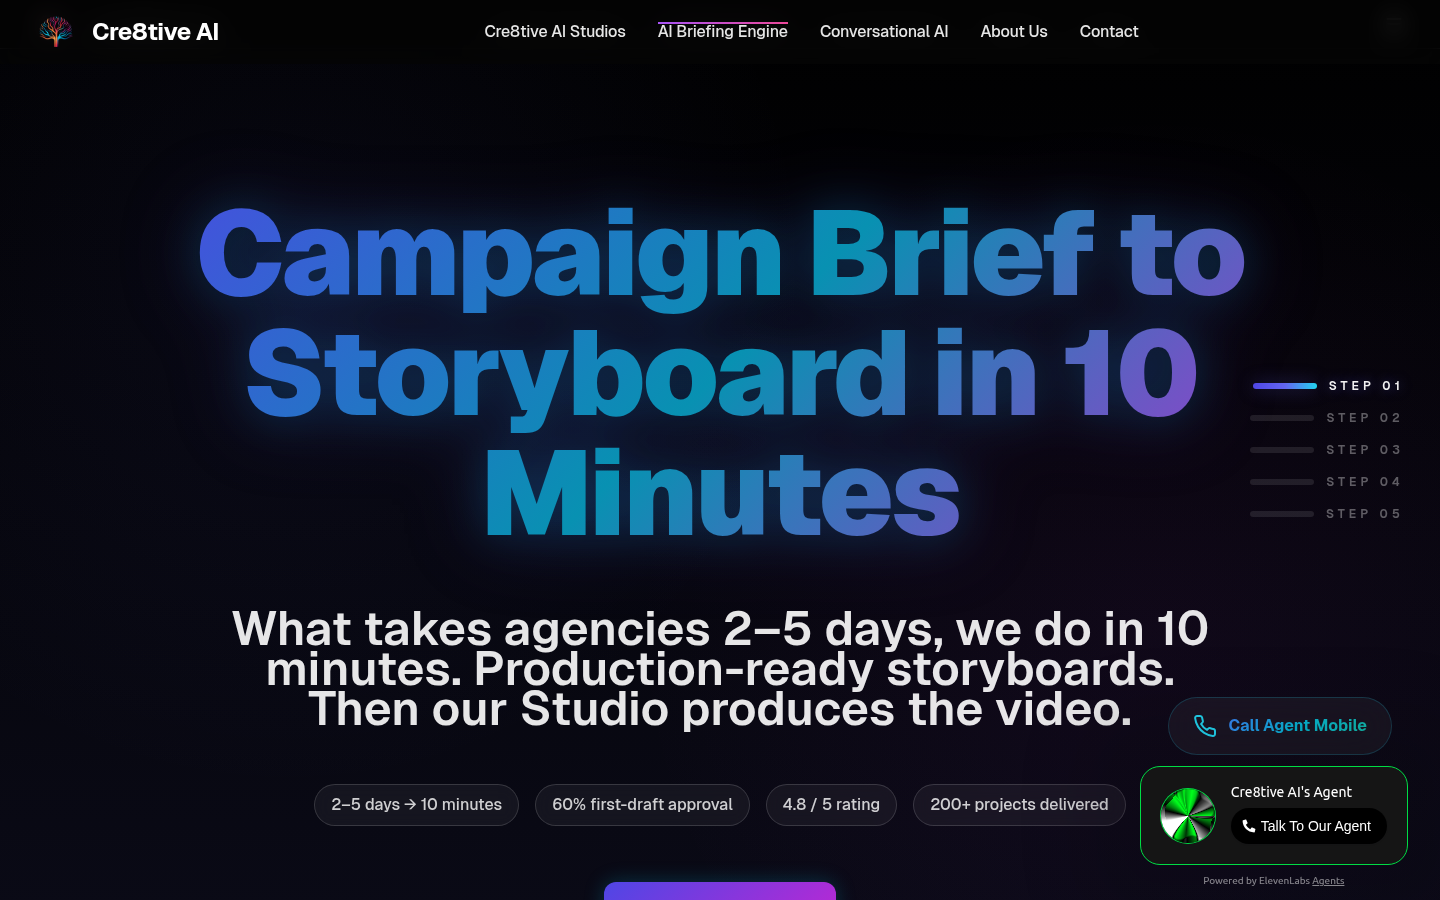 Cre8tive AI
Cre8tive AI Studios
AI Briefing Engine
Conversational AI
About Us
Contact
Campaign Brief to
Storyboard in 10
Minutes
STEP 01
STEP 02
STEP 03
STEP 04
STEP 05
What takes agencies 2–5 days, we do in 10
minutes. Production-ready storyboards.
Then our Studio produces the video.
2–5 days → 10 minutes
60% first-draft approval
4.8 / 5 rating
200+ projects delivered
Call Agent Mobile
Cre8tive AI's Agent
Talk To Our Agent
Powered by ElevenLabs Agents